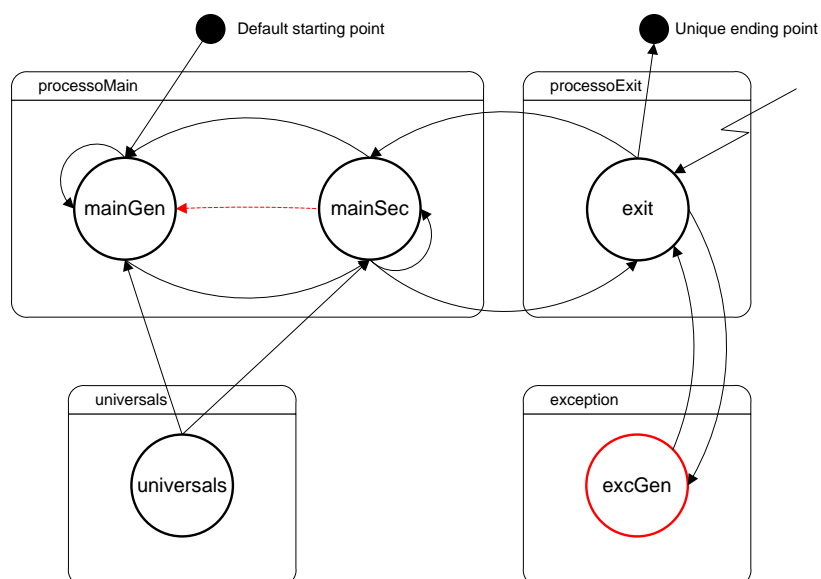 Default starting point
Unique ending point
processoMain
processoExit
mainGen
mainSec
exit
universals
exception
universals
excGen